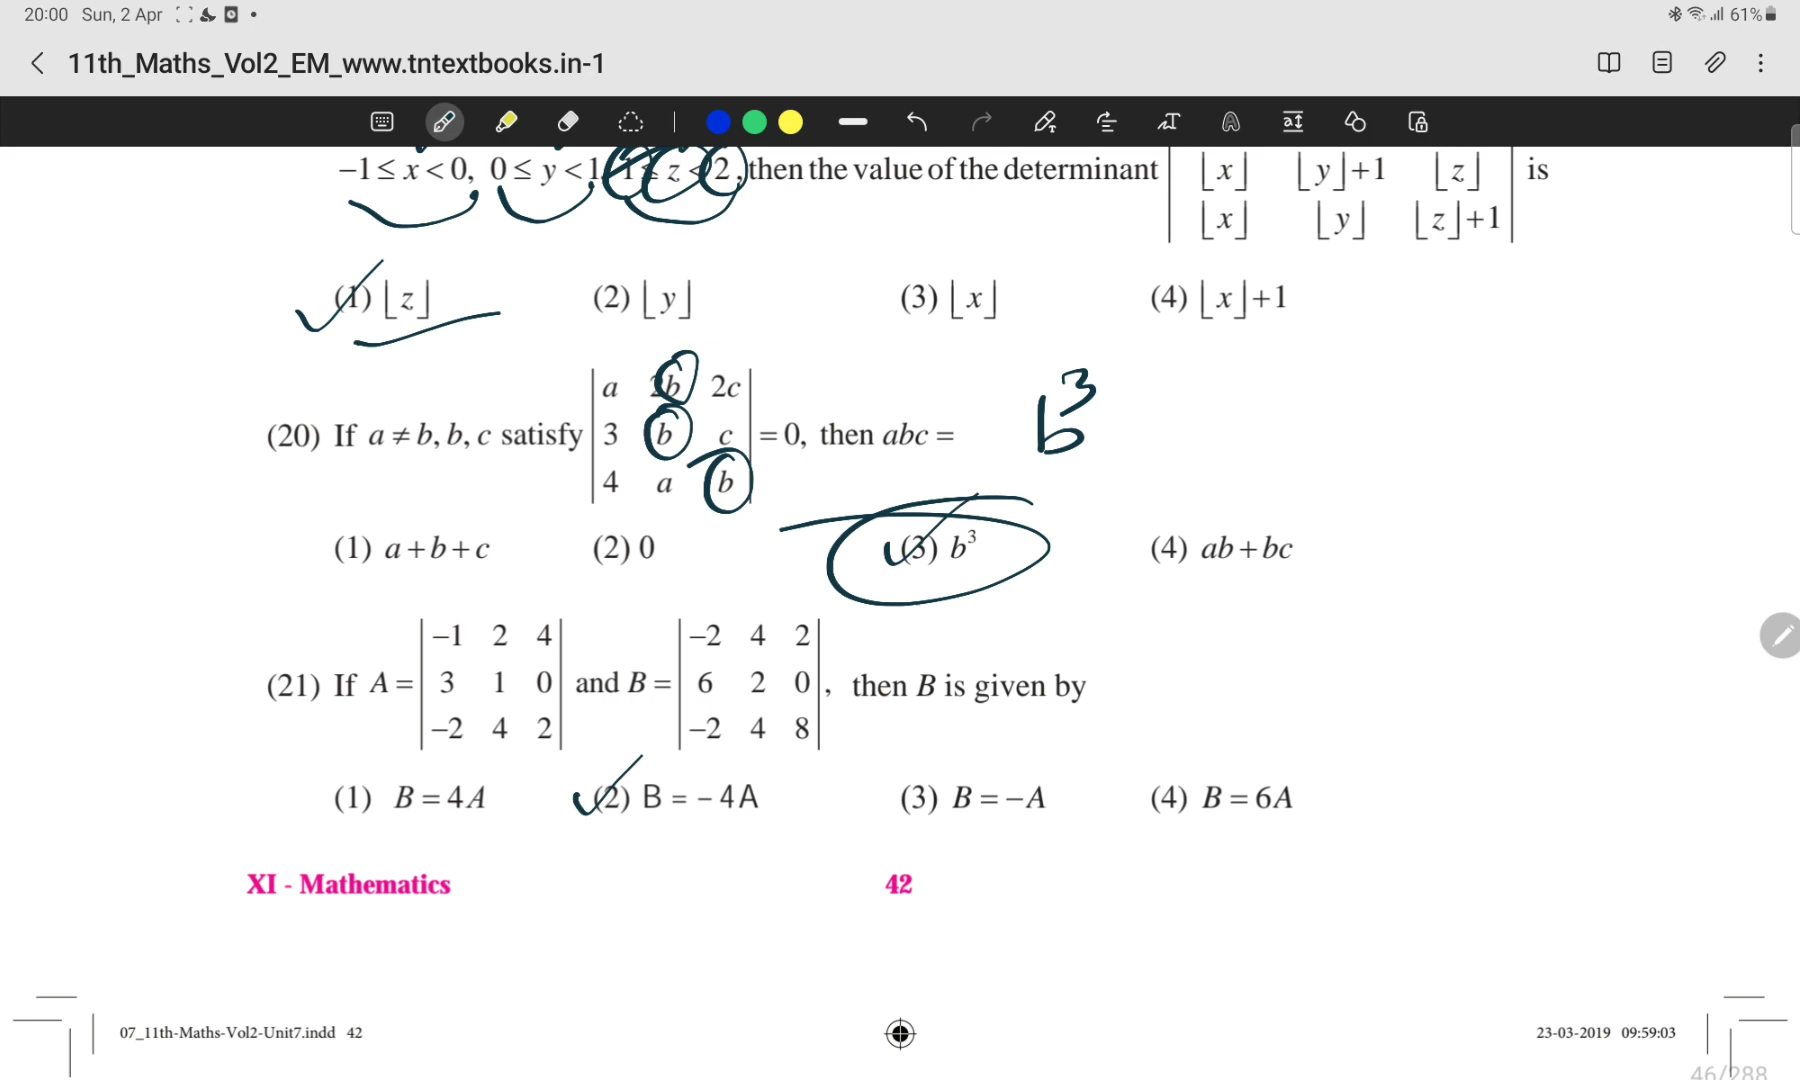 20:00 Sun, 2 Apr
61%
11th_Maths_Vol2_EM_www.tntextbooks.in-1
−1≤ x < 0, 0 ≤ y < 1, 1 ≤ z < 2, then the value of the determinant | ⌊x⌋ ⌊y⌋+1 ⌊z⌋ | is
| ⌊x⌋ ⌊y⌋ ⌊z⌋+1 |
(1) ⌊z⌋ (2) ⌊y⌋ (3) ⌊x⌋ (4) ⌊x⌋+1
a 2b 2c
(20) If a ≠ b, b, c satisfy | 3 b c | = 0, then abc = b³
4 a b
(1) a+b+c (2) 0 (3) b³ (4) ab+bc
−1 2 4 −2 4 2
(21) If A = | 3 1 0 | and B = | 6 2 0 |, then B is given by
−2 4 2 −2 4 8
(1) B = 4A (2) B = − 4A (3) B = −A (4) B = 6A
XI - Mathematics 42
07_11th-Maths-Vol2-Unit7.indd 42 23-03-2019 09:59:03
46/288